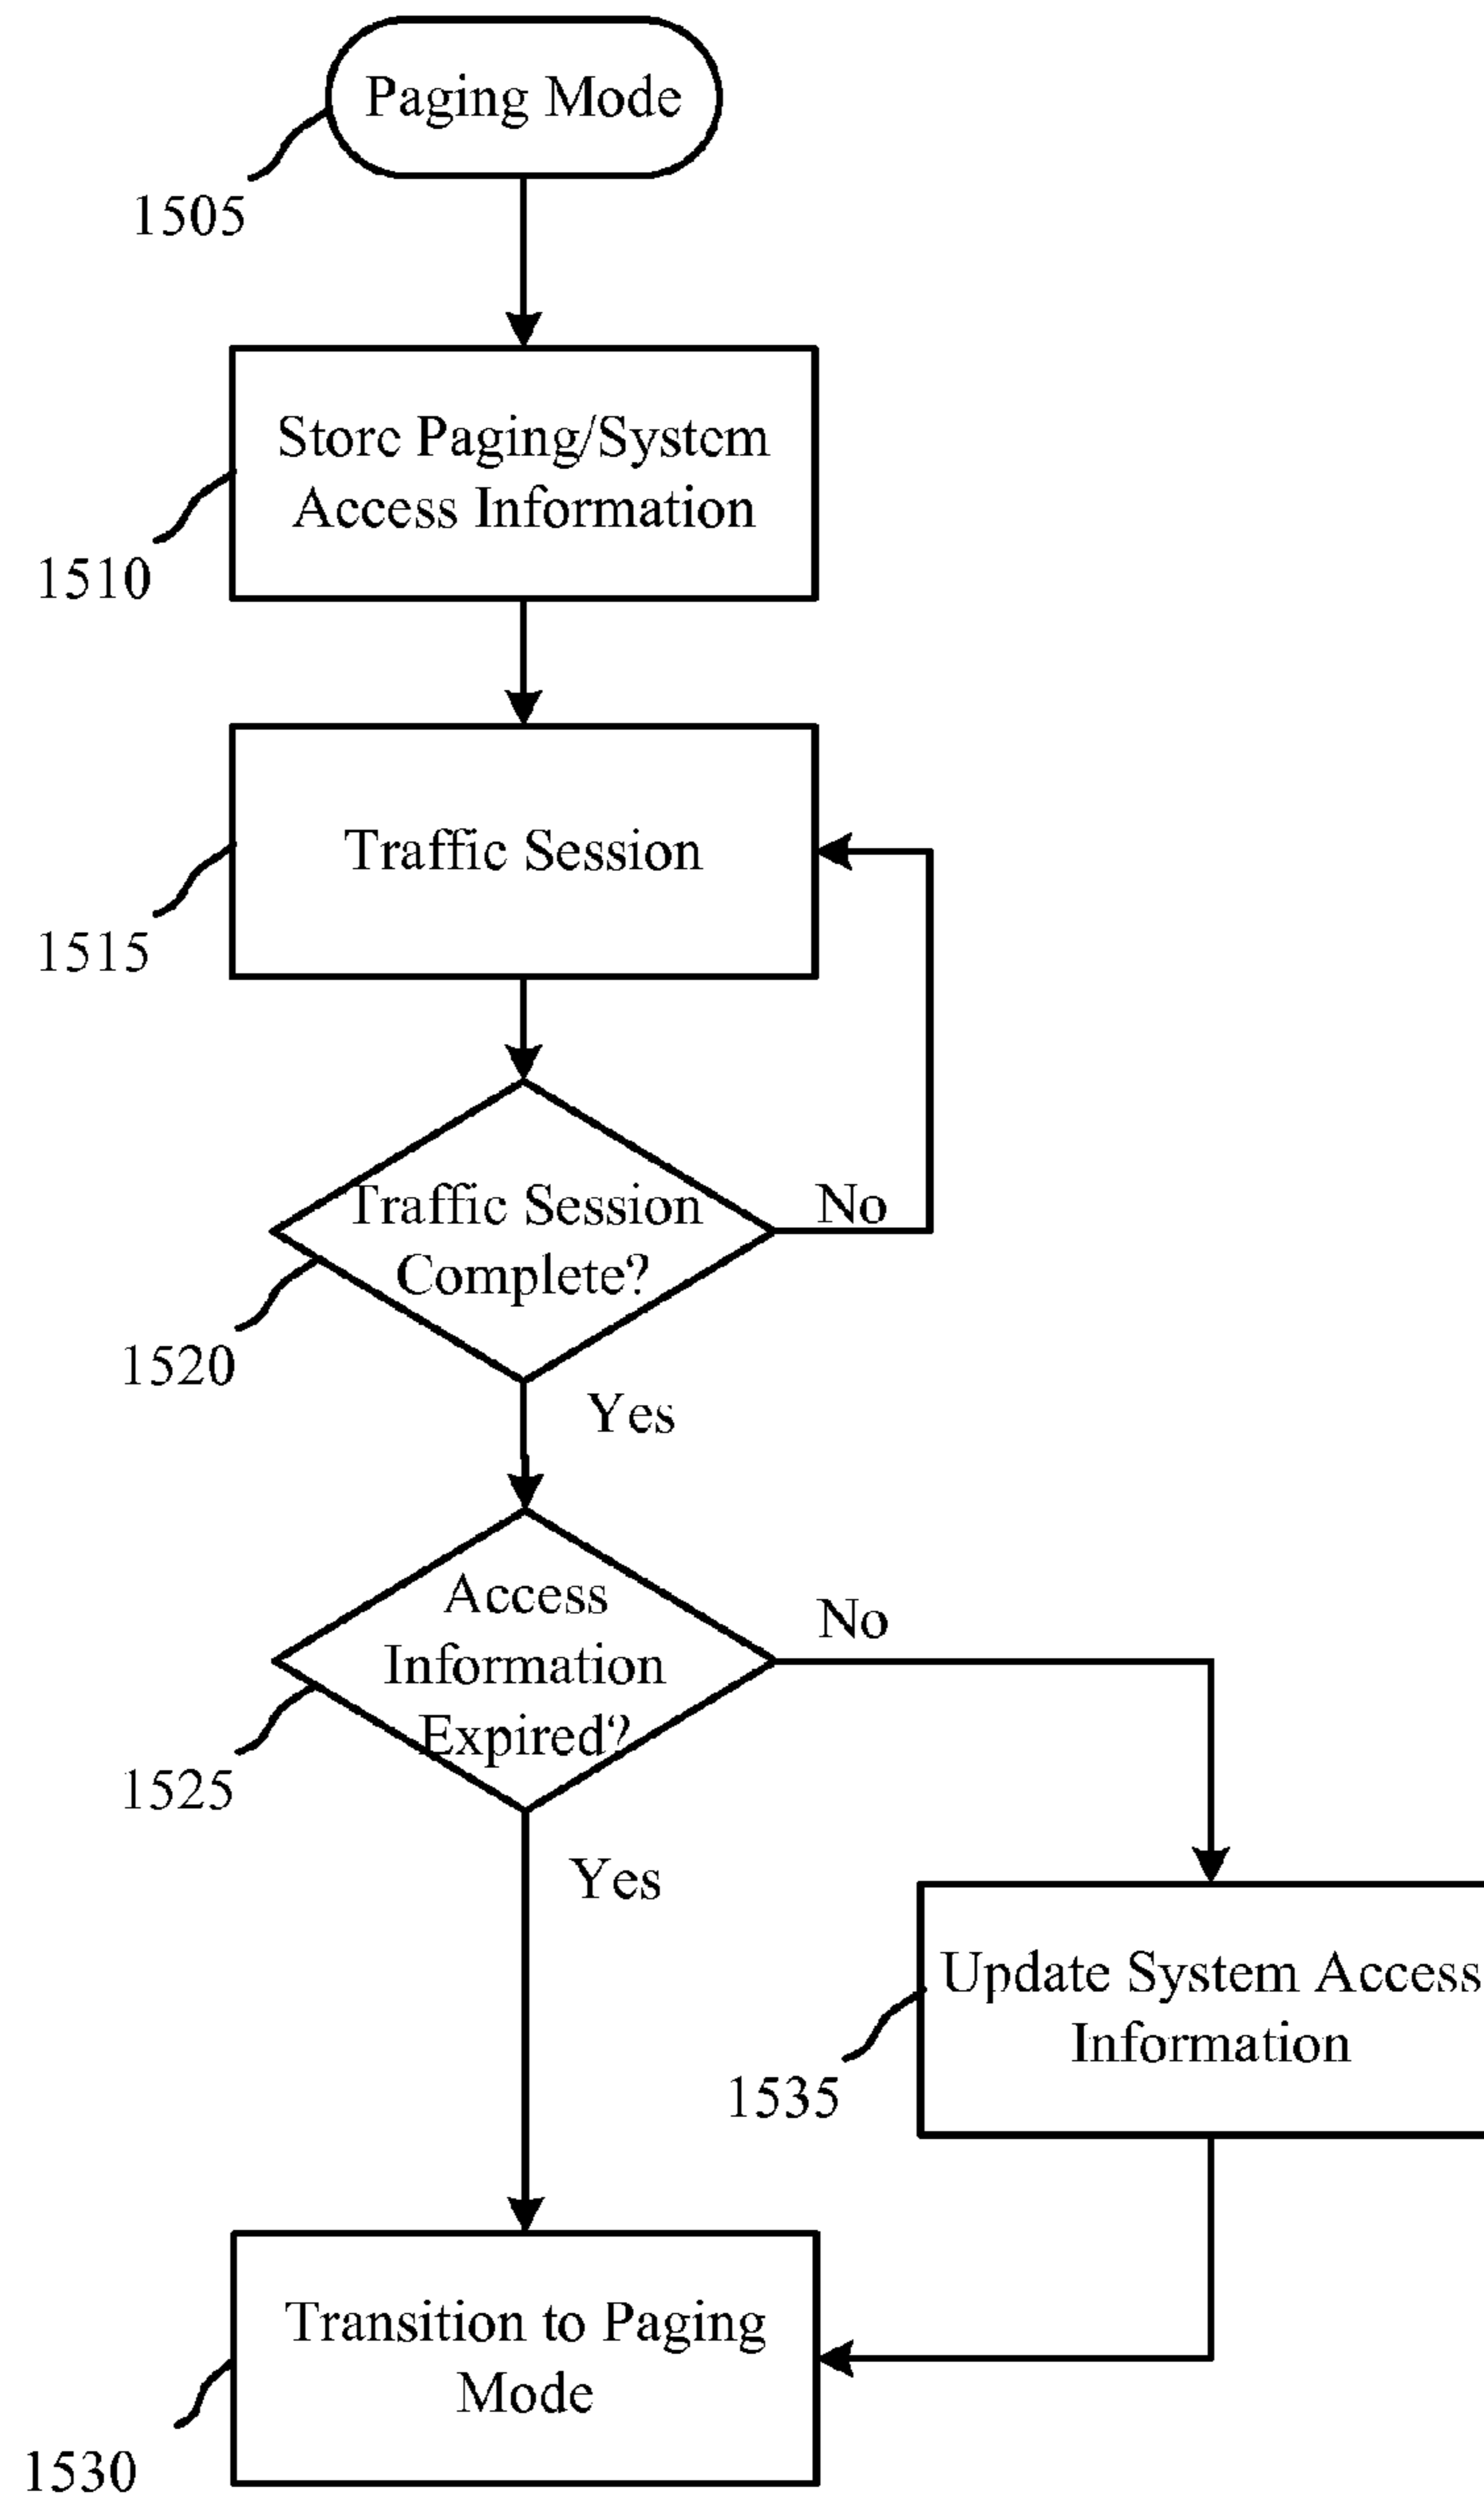 Paging Mode
1505
Store Paging/System
Access Information
1510
Traffic Session
1515
Traffic Session
Complete?
No
1520
Yes
Access
Information
Expired?
No
1525
Yes
Update System Access
Information
1535
Transition to Paging
Mode
1530